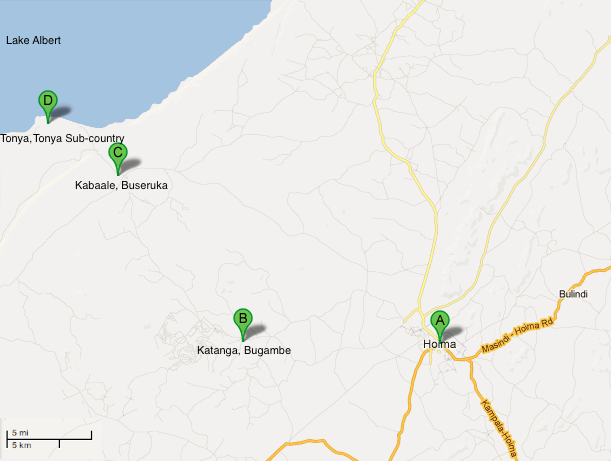 Lake Albert
D
Tonya, Tonya Sub-country
C
Kabaale, Buseruka
Bulindi
B
A
Katanga, Bugambe
Hoima
Masindi - Hoima Rd
Kampala-Hoima
5 mi
5 km